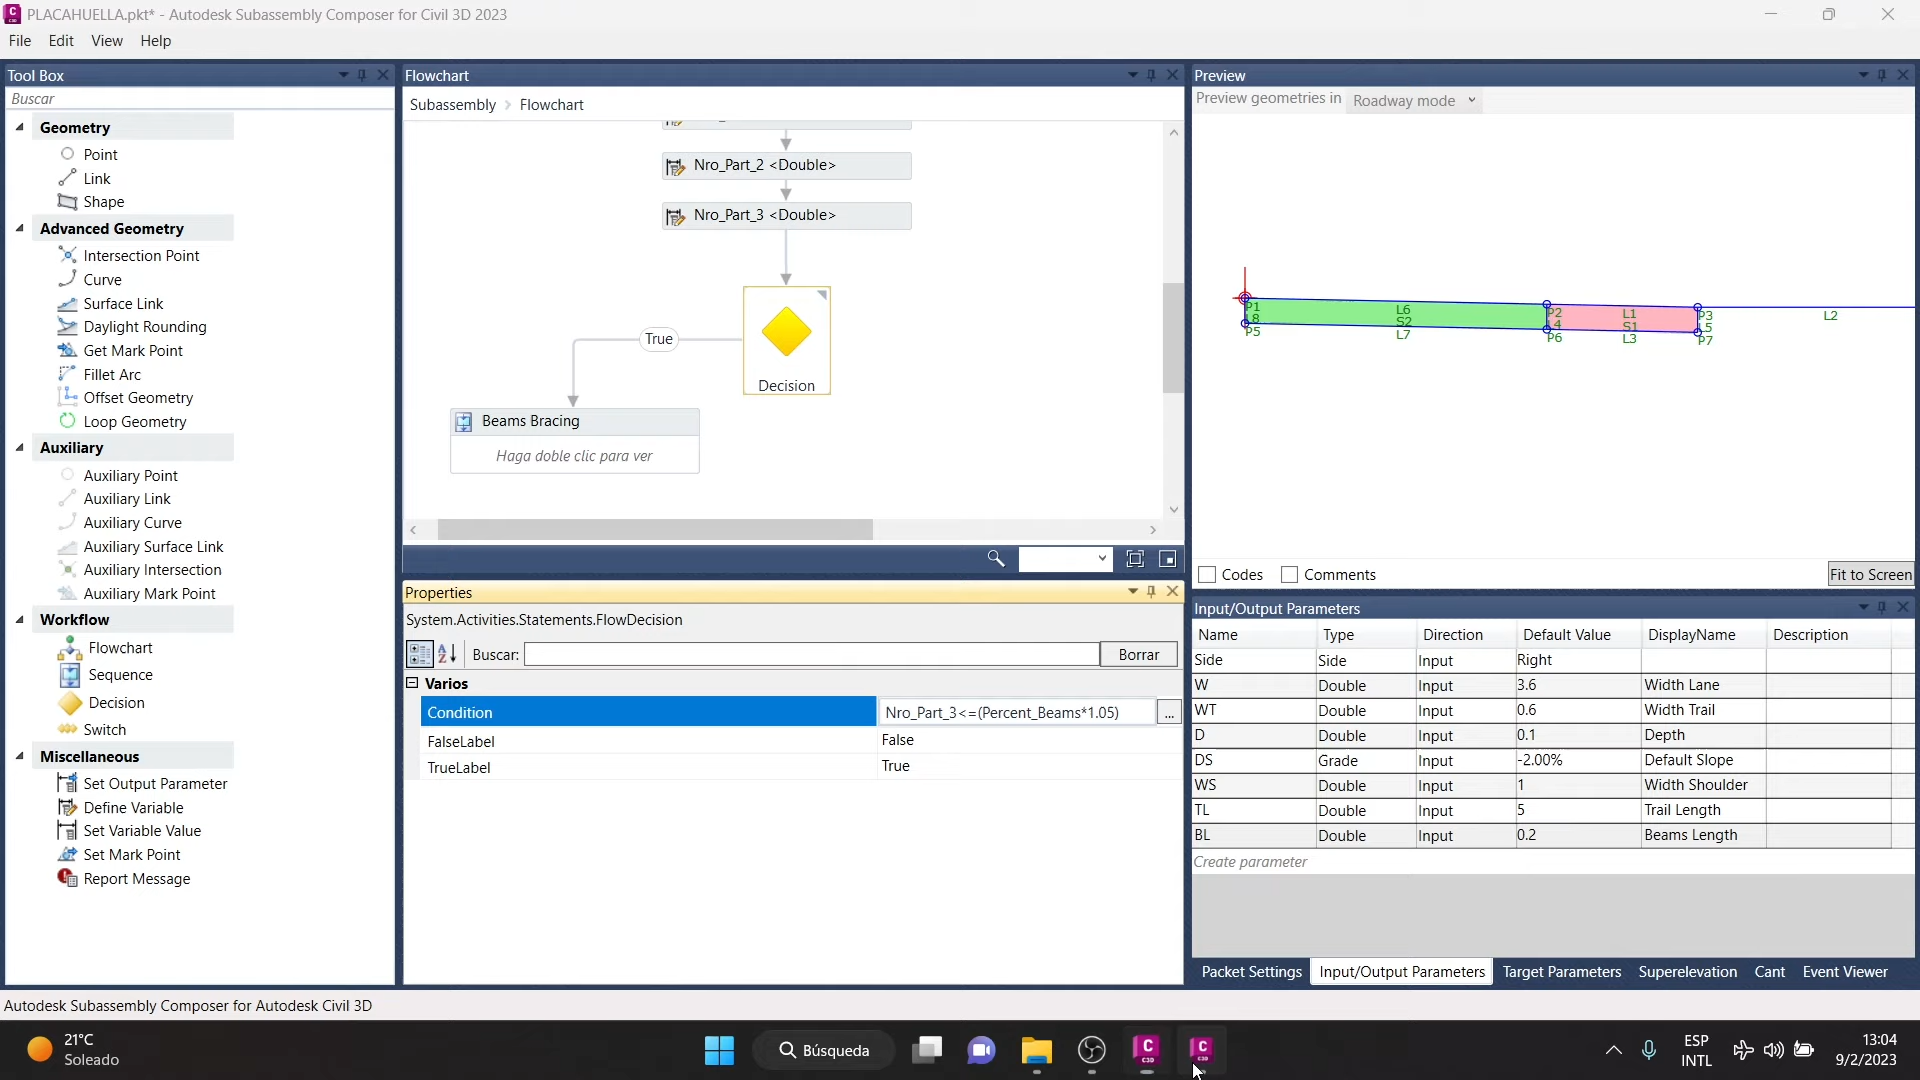 PLACAHUELLA.pkt* - Autodesk Subassembly Composer for Civil 3D 2023
File Edit View Help
Tool Box
Buscar
Geometry
Point
Link
Shape
Advanced Geometry
Intersection Point
Curve
Surface Link
Daylight Rounding
Get Mark Point
Fillet Arc
Offset Geometry
Loop Geometry
Auxiliary
Auxiliary Point
Auxiliary Link
Auxiliary Curve
Auxiliary Surface Link
Auxiliary Intersection
Auxiliary Mark Point
Workflow
Flowchart
Sequence
Decision
Switch
Miscellaneous
Set Output Parameter
Define Variable
Set Variable Value
Set Mark Point
Report Message
Flowchart
Subassembly > Flowchart
Nro_Part_2 <Double>
Nro_Part_3 <Double>
True
Decision
Beams Bracing
Haga doble clic para ver
Properties
System.Activities.Statements.FlowDecision
Buscar: Borrar
Varios
Condition Nro_Part_3<=(Percent_Beams*1.05) ...
FalseLabel False
TrueLabel True
Preview
Preview geometries in Roadway mode
P1 L6 P2 L1 P3 L2
L8 S2 L4 S1 L5
P5 L7 P6 L3 P7
Codes Comments Fit to Screen
Input/Output Parameters
Name Type Direction Default Value DisplayName Description
Side Side Input Right
W Double Input 3.6 Width Lane
WT Double Input 0.6 Width Trail
D Double Input 0.1 Depth
DS Grade Input -2.00% Default Slope
WS Double Input 1 Width Shoulder
TL Double Input 5 Trail Length
BL Double Input 0.2 Beams Length
Create parameter
Packet Settings Input/Output Parameters Target Parameters Superelevation Cant Event Viewer
Autodesk Subassembly Composer for Autodesk Civil 3D
21°C
Soleado
Búsqueda
ESP
INTL
13:04
9/2/2023